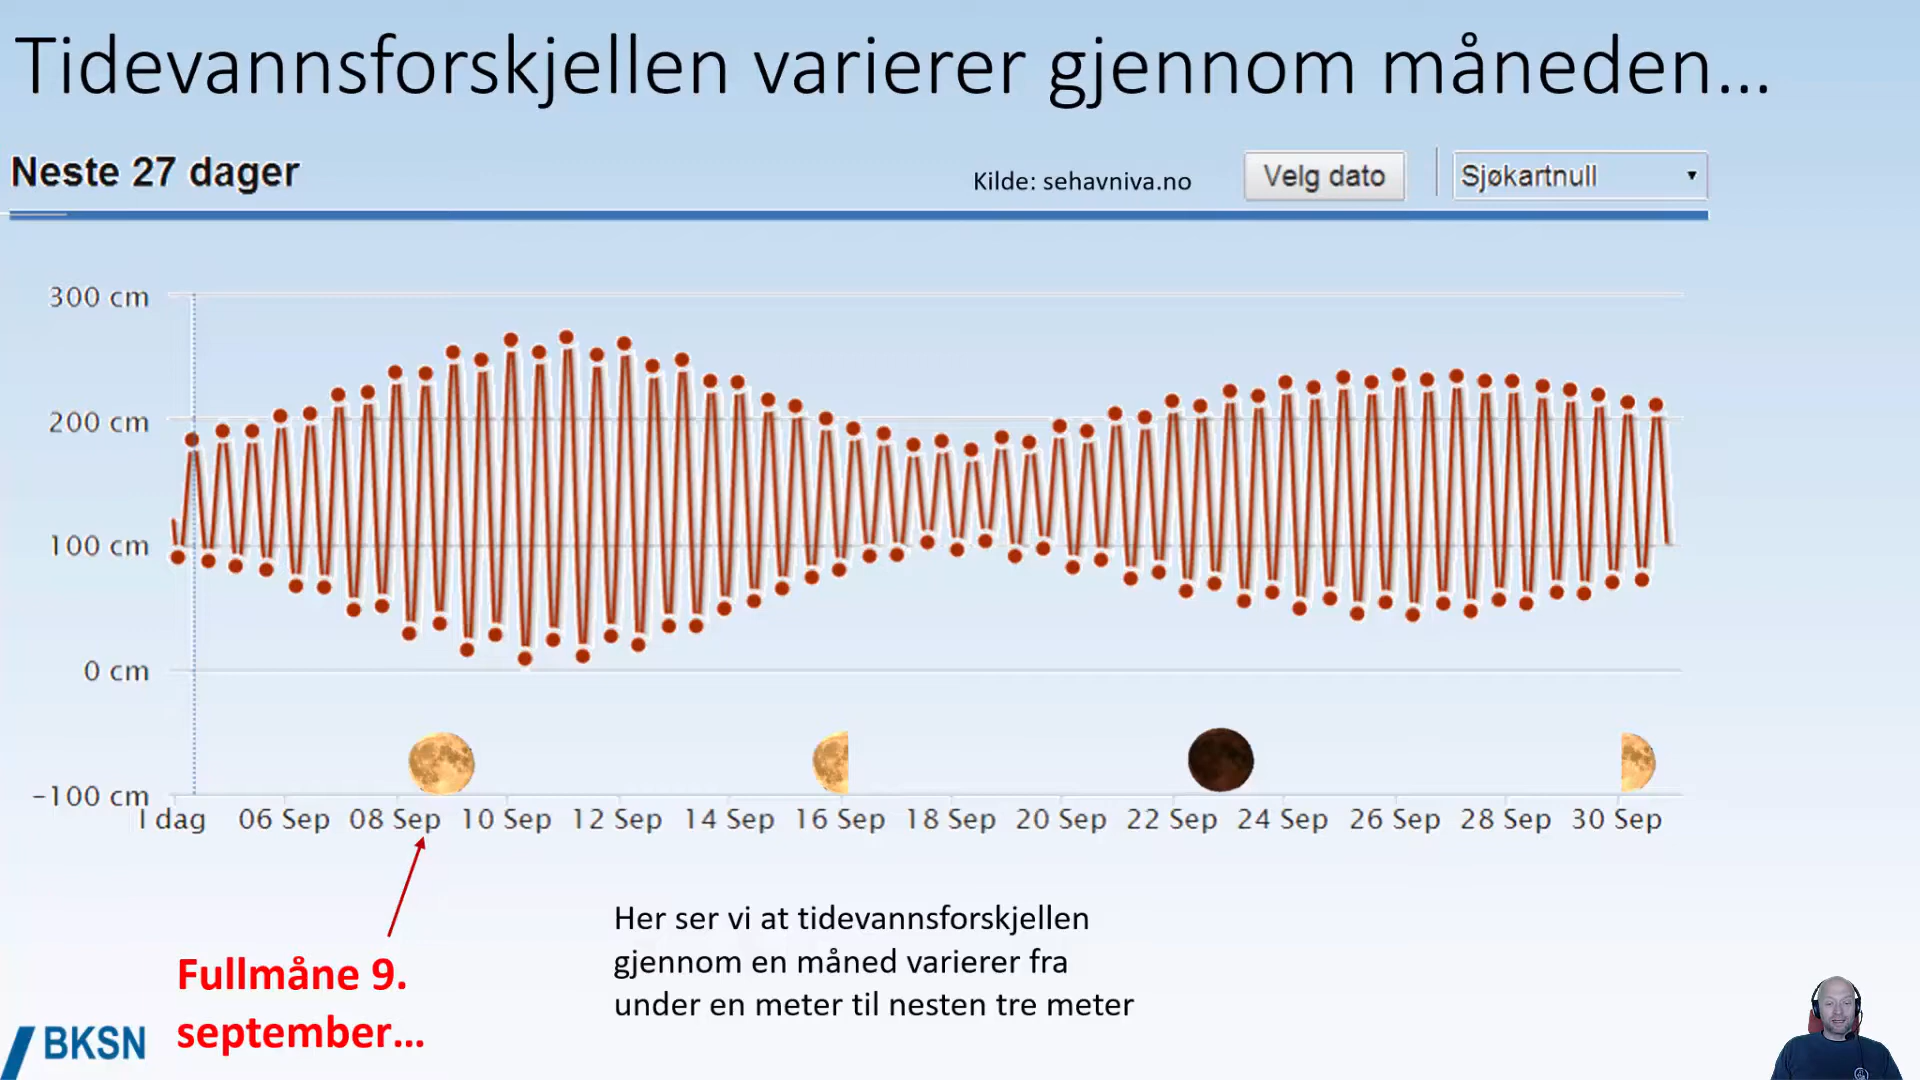 Tidevannsforskjellen varierer gjennom måneden...
Neste 27 dager
Kilde: sehavniva.no
Velg dato
Sjøkartnull
300 cm
200 cm
100 cm
0 cm
-100 cm
I dag 06 Sep 08 Sep 10 Sep 12 Sep 14 Sep 16 Sep 18 Sep 20 Sep 22 Sep 24 Sep 26 Sep 28 Sep 30 Sep
Her ser vi at tidevannsforskjellen
gjennom en måned varierer fra
under en meter til nesten tre meter
Fullmåne 9.
september...
BKSN